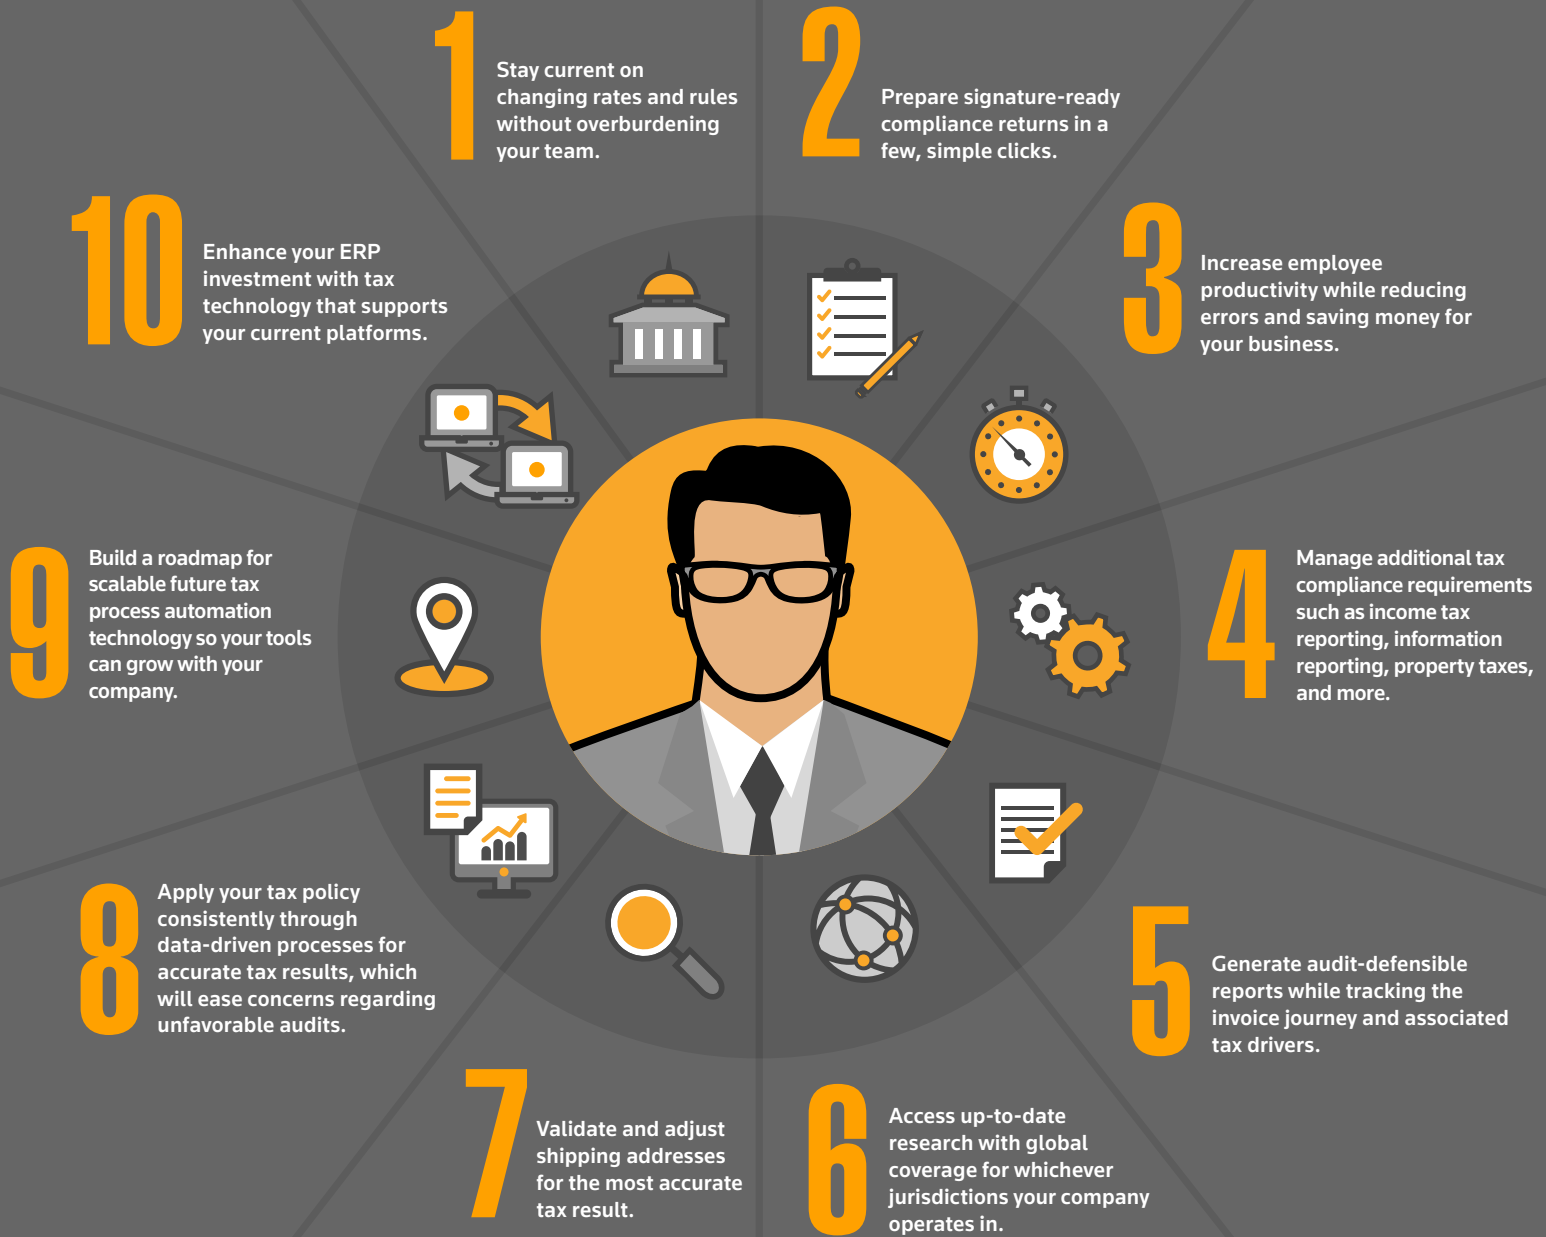 1
Stay current on
changing rates and rules
without overburdening
your team.
2
Prepare signature-ready
compliance returns in a
few, simple clicks.
3
Increase employee
productivity while reducing
errors and saving money for
your business.
4
Manage additional tax
compliance requirements
such as income tax
reporting, information
reporting, property taxes,
and more.
5
Generate audit-defensible
reports while tracking the
invoice journey and associated
tax drivers.
6
Access up-to-date
research with global
coverage for whichever
jurisdictions your company
operates in.
7
Validate and adjust
shipping addresses
for the most accurate
tax result.
8
Apply your tax policy
consistently through
data-driven processes for
accurate tax results, which
will ease concerns regarding
unfavorable audits.
9
Build a roadmap for
scalable future tax
process automation
technology so your tools
can grow with your
company.
10
Enhance your ERP
investment with tax
technology that supports
your current platforms.